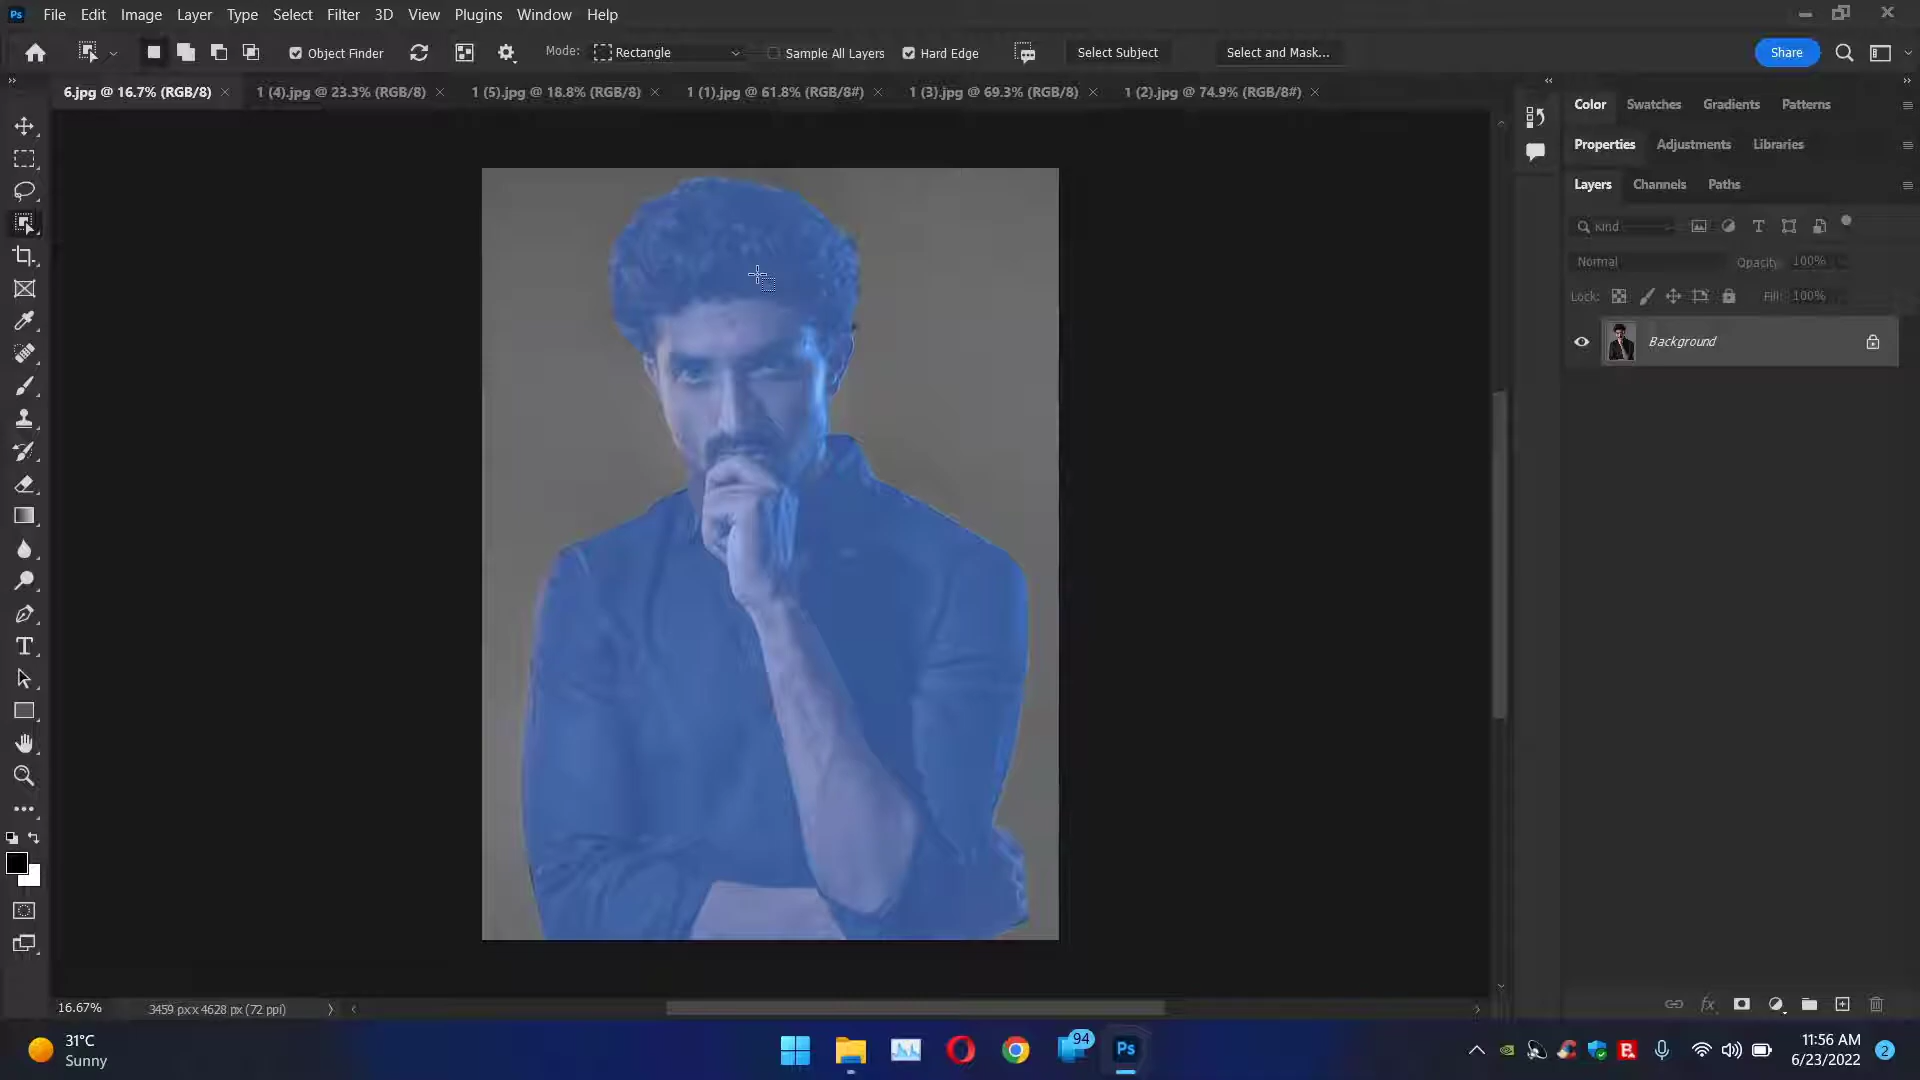 Ps File Edit Image Layer Type Select Filter 3D View Plugins Window Help
Object Finder Mode: Rectangle Sample All Layers Hard Edge Select Subject Select and Mask... Share
6.jpg @ 16.7% (RGB/8) 1 (4).jpg @ 23.3% (RGB/8) 1 (5).jpg @ 18.8% (RGB/8) 1 (1).jpg @ 61.8% (RGB/8#) 1 (3).jpg @ 69.3% (RGB/8) 1 (2).jpg @ 74.9% (RGB/8#)
Color Swatches Gradients Patterns
Properties Adjustments Libraries
Layers Channels Paths
Kind
Normal Opacity: 100%
Lock: Fill: 100%
Background
16.67% 3459 px x 4628 px (72 ppi)
31°C
Sunny
94
Ps
11:56 AM
6/23/2022
2